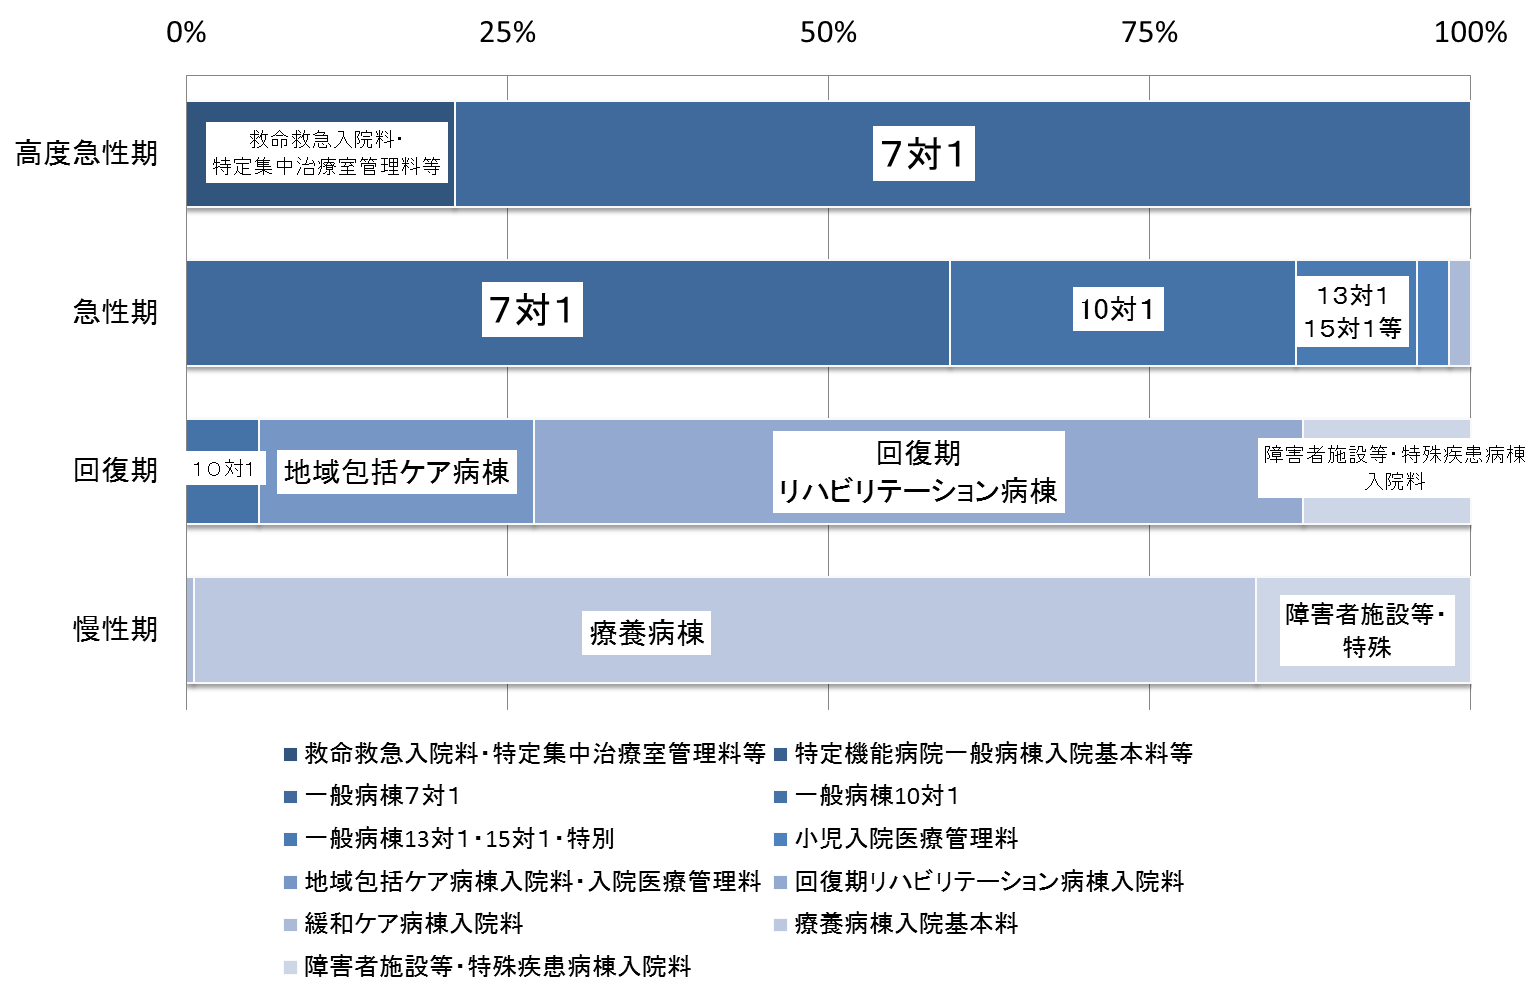 0% 25% 50% 75% 100%
高度急性期
救命救急入院料・
特定集中治療室管理料等
７対１
急性期
７対１
10対１
１３対１
１５対１等
回復期
１０対１
地域包括ケア病棟
回復期
リハビリテーション病棟
障害者施設等・特殊疾患病棟
入院料
慢性期
療養病棟
障害者施設等・
特殊
救命救急入院料・特定集中治療室管理料等
特定機能病院一般病棟入院基本料等
一般病棟７対１
一般病棟10対１
一般病棟13対１・15対１・特別
小児入院医療管理料
地域包括ケア病棟入院料・入院医療管理料
回復期リハビリテーション病棟入院料
緩和ケア病棟入院料
療養病棟入院基本料
障害者施設等・特殊疾患病棟入院料